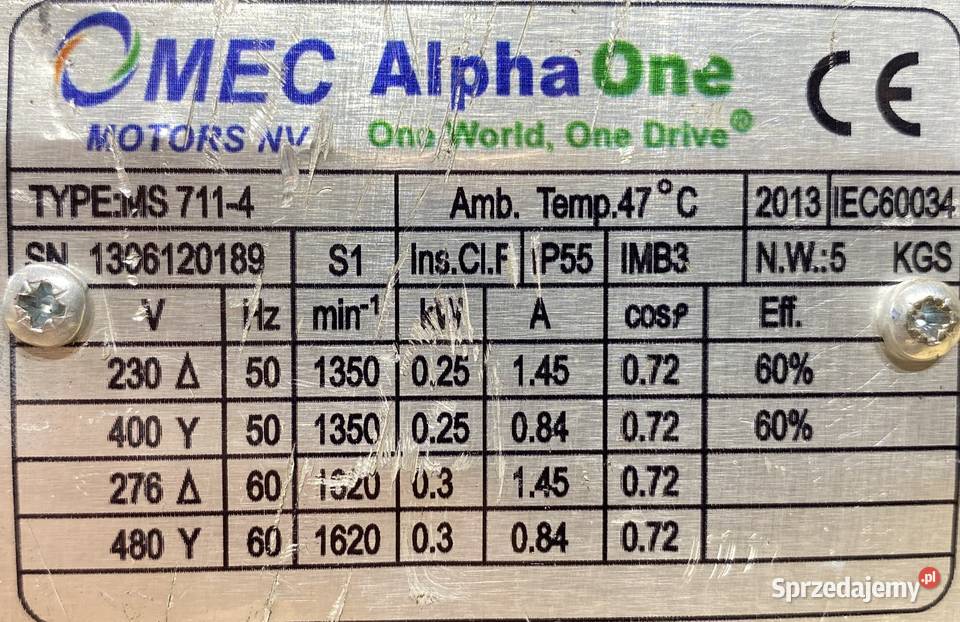 OMEC Alpha One CE
MOTORS NV One World, One Drive®
TYPE:MS 711-4 Amb. Temp.47°C 2013 IEC60034
SN 1306120189 S1 Ins.Cl.F IP55 IMB3 N.W.:5 KGS
V Hz min-1 kW A cosρ Eff.
230 Δ 50 1350 0.25 1.45 0.72 60%
400 Y 50 1350 0.25 0.84 0.72 60%
276 Δ 60 1620 0.3 1.45 0.72
480 Y 60 1620 0.3 0.84 0.72
Sprzedajemy.pl